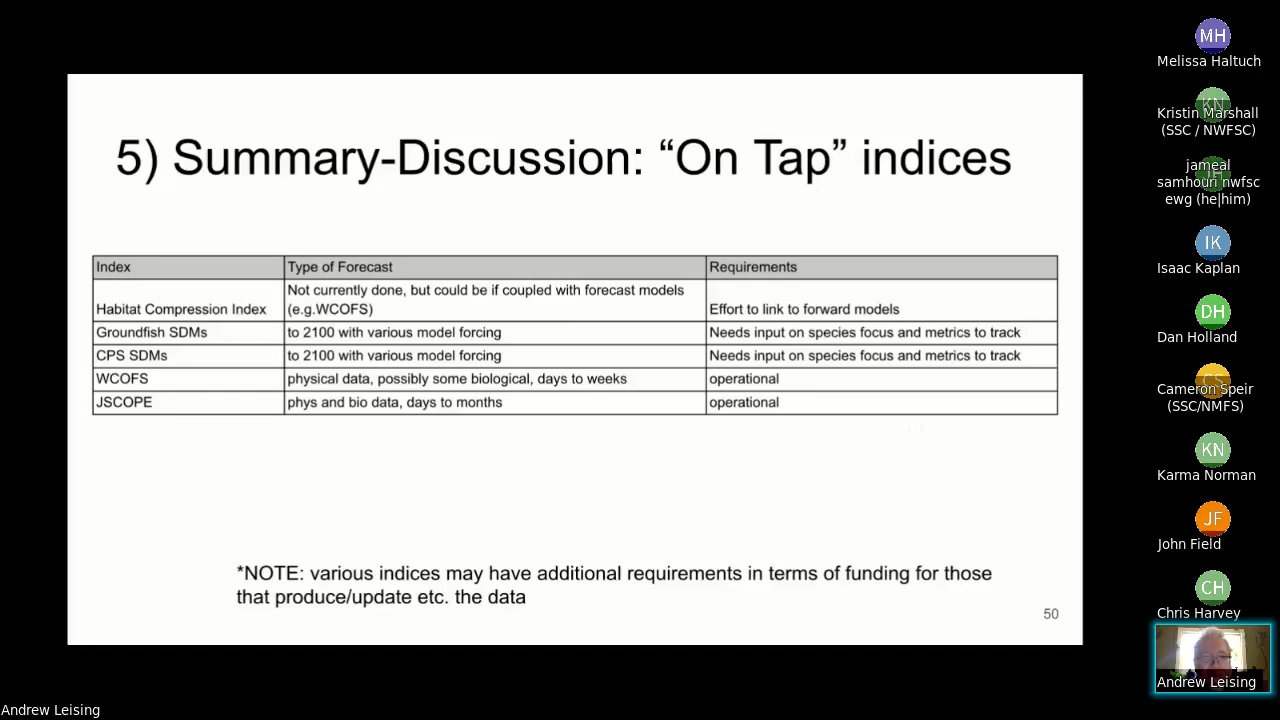 5) Summary-Discussion: “On Tap” indices
Index Type of Forecast Requirements
Not currently done, but could be if coupled with forecast models
Habitat Compression Index (e.g.WCOFS) Effort to link to forward models
Groundfish SDMs to 2100 with various model forcing Needs input on species focus and metrics to track
CPS SDMs to 2100 with various model forcing Needs input on species focus and metrics to track
WCOFS physical data, possibly some biological, days to weeks operational
JSCOPE phys and bio data, days to months operational
*NOTE: various indices may have additional requirements in terms of funding for those
that produce/update etc. the data
50
MH
Melissa Haltuch
KN
Kristin Marshall
(SSC / NWFSC)
JH
jameal
samhouri nwfsc
ewg (he|him)
IK
Isaac Kaplan
DH
Dan Holland
CS
Cameron Speir
(SSC/NMFS)
KN
Karma Norman
JF
John Field
CH
Chris Harvey
Andrew Leising
Andrew Leising